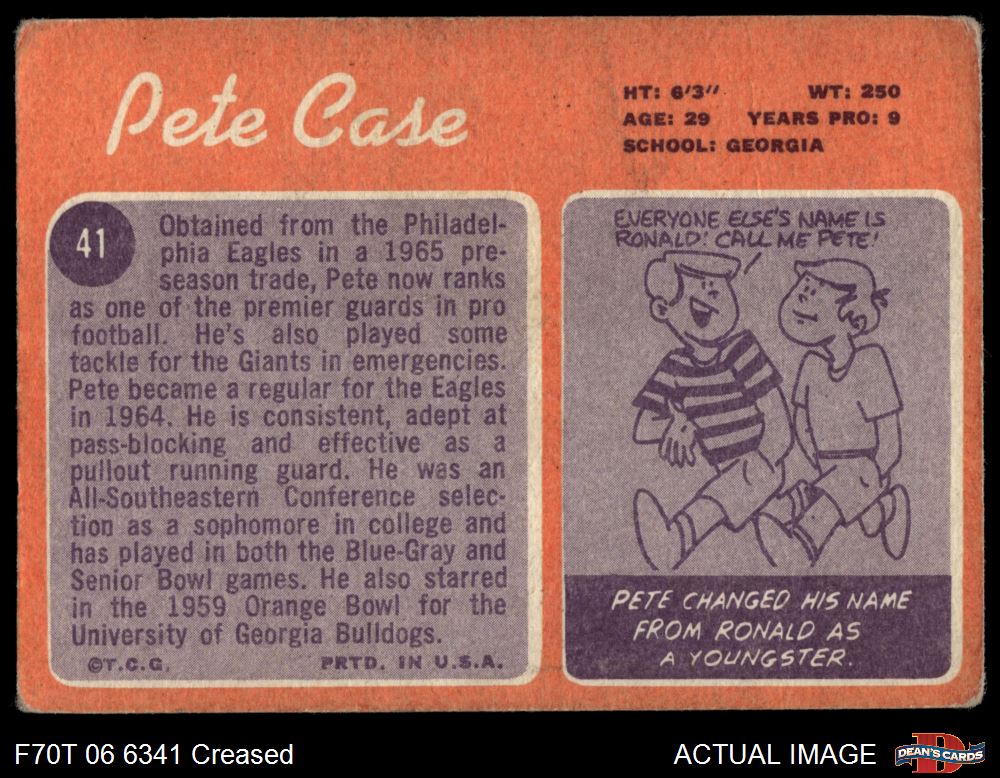 Pete Case
HT: 6'3" WT: 250
AGE: 29 YEARS PRO: 9
SCHOOL: GEORGIA
41
Obtained from the Philadel-
phia Eagles in a 1965 pre-
season trade, Pete now ranks
as one of the premier guards in pro
football. He's also played some
tackle for the Giants in emergencies.
Pete became a regular for the Eagles
in 1964. He is consistent, adept at
pass-blocking and effective as a
pullout running guard. He was an
All-Southeastern Conference selec-
tion as a sophomore in college and
has played in both the Blue-Gray and
Senior Bowl games. He also starred
in the 1959 Orange Bowl for the
University of Georgia Bulldogs.
©T.C.G. PRTD. IN U.S.A.
EVERYONE ELSE'S NAME IS
RONALD! CALL ME PETE!
PETE CHANGED HIS NAME
FROM RONALD AS
A YOUNGSTER.
F70T 06 6341 Creased
ACTUAL IMAGE
DEAN'S CARDS